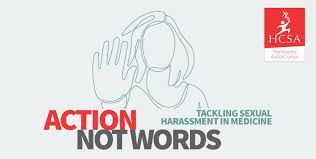 HCSA
The hospital
doctors' union
TACKLING SEXUAL
HARASSMENT IN MEDICINE
ACTION
NOT WORDS